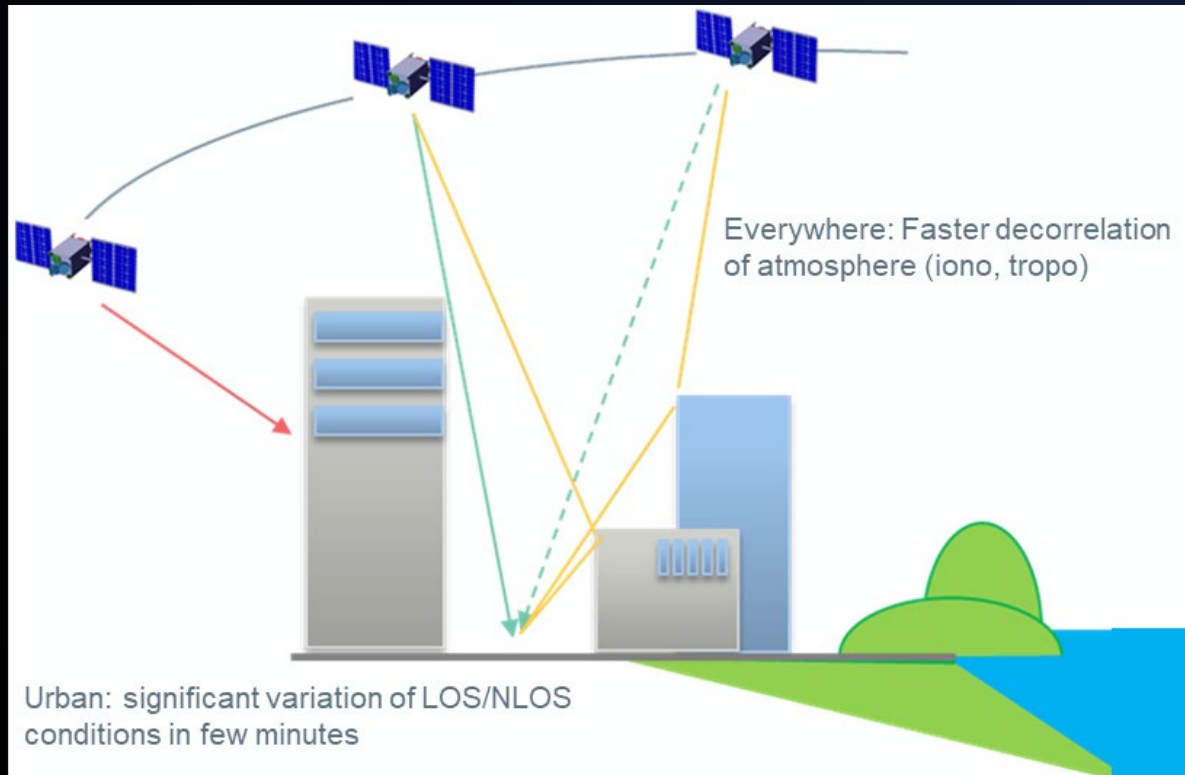 Everywhere: Faster decorrelation
of atmosphere (iono, tropo)
Urban: significant variation of LOS/NLOS
conditions in few minutes